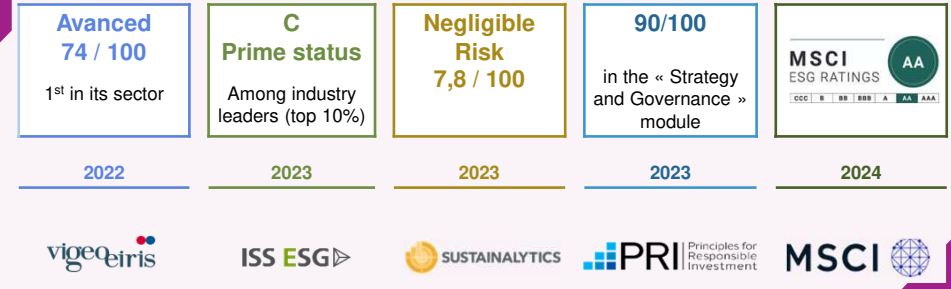 Avanced
74 / 100
1st in its sector
C
Prime status
Among industry
leaders (top 10%)
Negligible
Risk
7,8 / 100
90/100
in the « Strategy
and Governance »
module
MSCI
ESG RATINGS
AA
CCC B BB BBB A AA AAA
2022
2023
2023
2023
2024
vigeoeiris
ISS ESG
SUSTAINALYTICS
PRI
Principles for
Responsible
Investment
MSCI